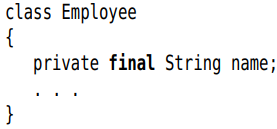 class Employee
{
   private final String name;
   . . .
}